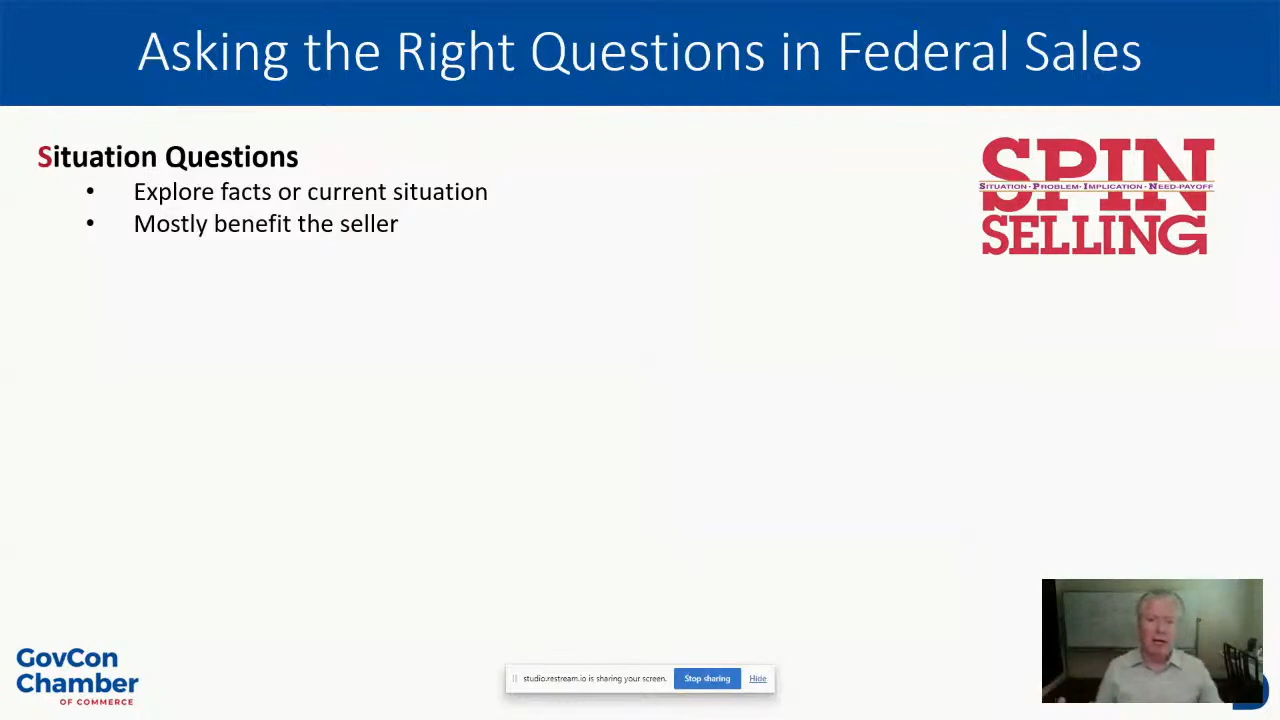 Asking the Right Questions in Federal Sales
Situation Questions
• Explore facts or current situation
• Mostly benefit the seller
SPIN
SITUATION · PROBLEM · IMPLICATION · NEED-PAYOFF
SELLING
GovCon
Chamber
OF COMMERCE
studio.restream.io is sharing your screen.
Stop sharing
Hide